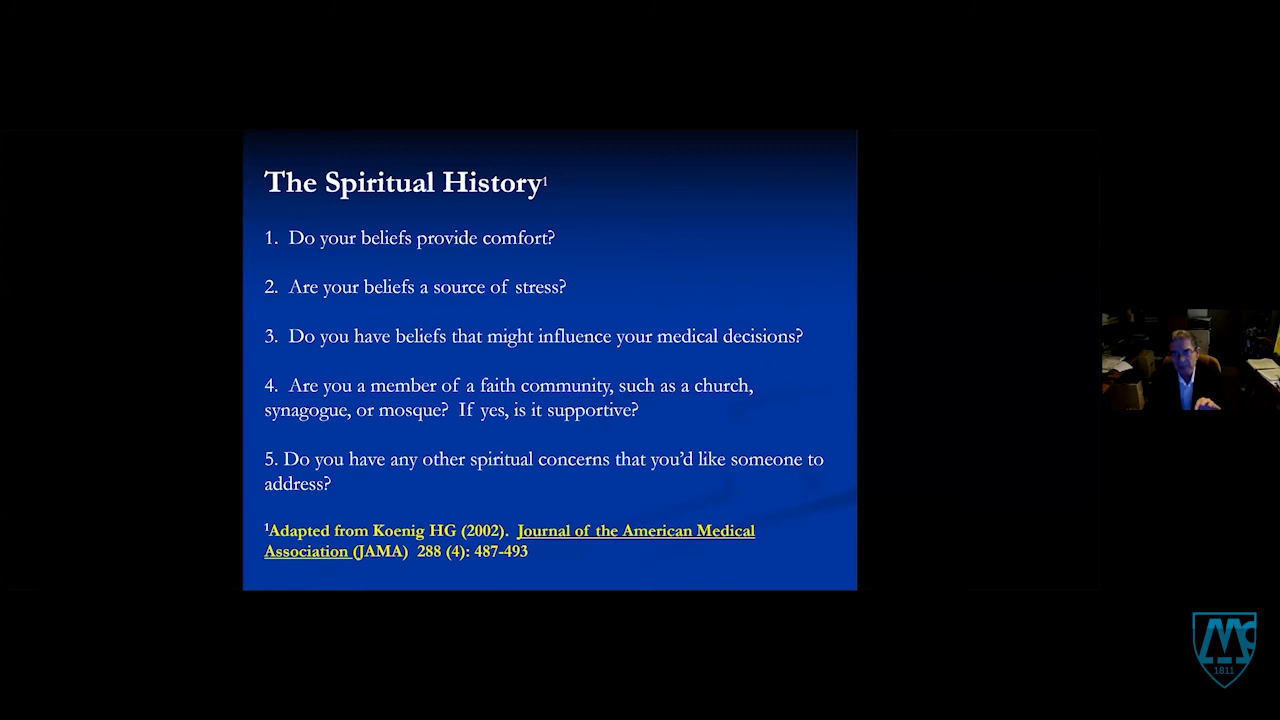 The Spiritual History¹
1. Do your beliefs provide comfort?
2. Are your beliefs a source of stress?
3. Do you have beliefs that might influence your medical decisions?
4. Are you a member of a faith community, such as a church,
synagogue, or mosque? If yes, is it supportive?
5. Do you have any other spiritual concerns that you'd like someone to
address?
¹Adapted from Koenig HG (2002). Journal of the American Medical
Association (JAMA) 288 (4): 487-493
Mc
1811